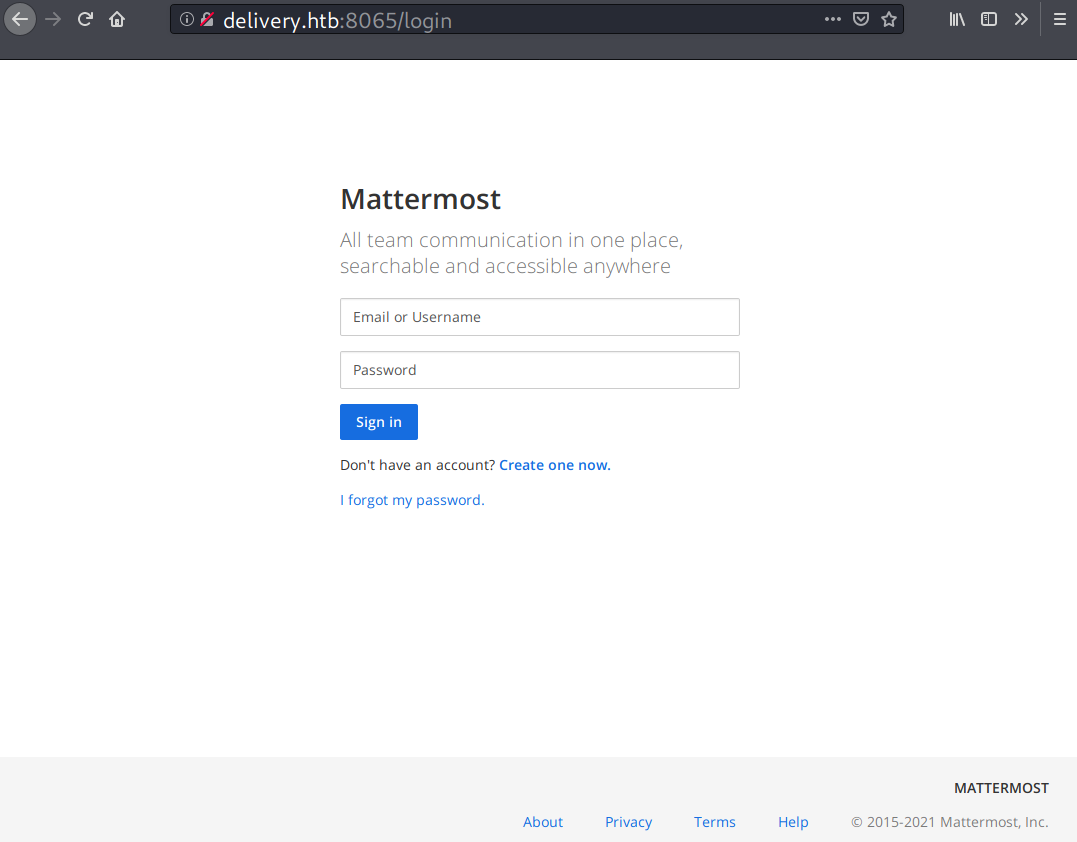 delivery.htb:8065/login
Mattermost
All team communication in one place,
searchable and accessible anywhere
Email or Username
Password
Sign in
Don't have an account? Create one now.
I forgot my password.
MATTERMOST
About Privacy Terms Help © 2015-2021 Mattermost, Inc.